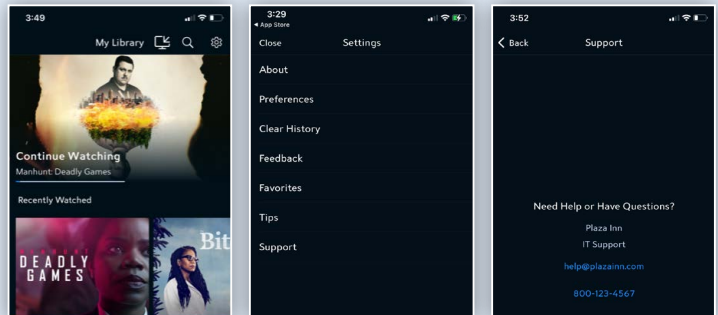 3:49
My Library
Continue Watching
Manhunt: Deadly Games
Recently Watched
MANHUNT
DEADLY
GAMES
Bit
3:29
App Store
Close
Settings
About
Preferences
Clear History
Feedback
Favorites
Tips
Support
3:52
Back
Support
Need Help or Have Questions?
Plaza Inn
IT Support
help@plazainn.com
800-123-4567